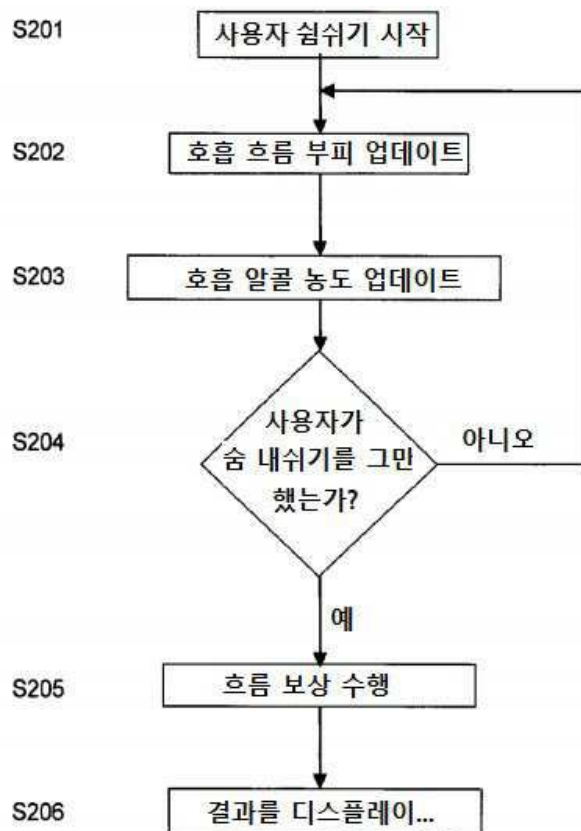 S201
사용자 쉼쉬기 시작
S202
호흡 흐름 부피 업데이트
S203
호흡 알콜 농도 업데이트
S204
사용자가
숨 내쉬기를 그만
했는가?
아니오
예
S205
흐름 보상 수행
S206
결과를 디스플레이...